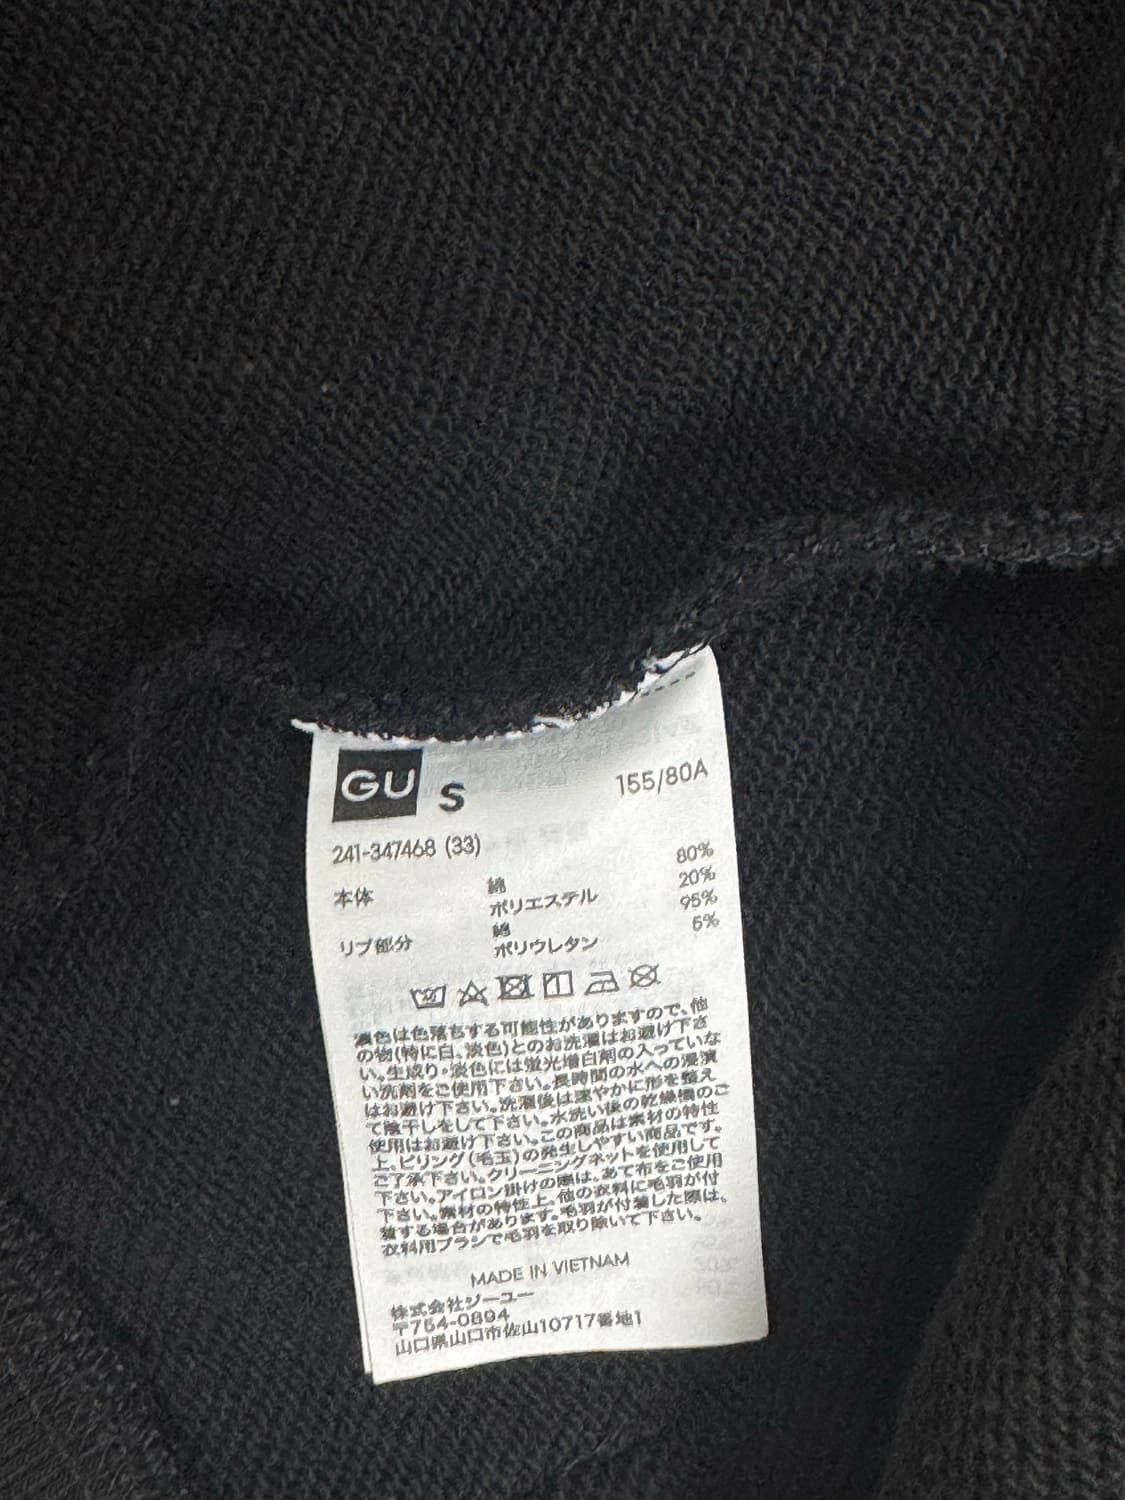 GU S 155/80A
241-347468 (33)
本体 綿 80%
ポリエステル 20%
リブ部分 綿 95%
ポリウレタン 5%
濃色は色落ちする可能性がありますので、他
の物(特に白、淡色)とのお洗濯はお避け下さ
い。生成り・淡色には蛍光増白剤の入っていな
い洗剤をご使用下さい。長時間の水への浸漬
はお避け下さい。洗濯後は速やかに形を整え
て陰干しをして下さい。水洗い後の乾燥機のご
使用はお避け下さい。この商品は素材の特性
上、ピリング(毛玉)の発生しやすい商品です。
ご了承下さい。クリーニングネットを使用して
下さい。アイロン掛けの際は、あて布をご使用
下さい。素材の特性上、他の衣料に毛羽が付
着する場合があります。毛羽が付着した際は、
衣料用ブラシで毛羽を取り除いて下さい。
MADE IN VIETNAM
株式会社ジーユー
〒754-0894
山口県山口市佐山10717番地1